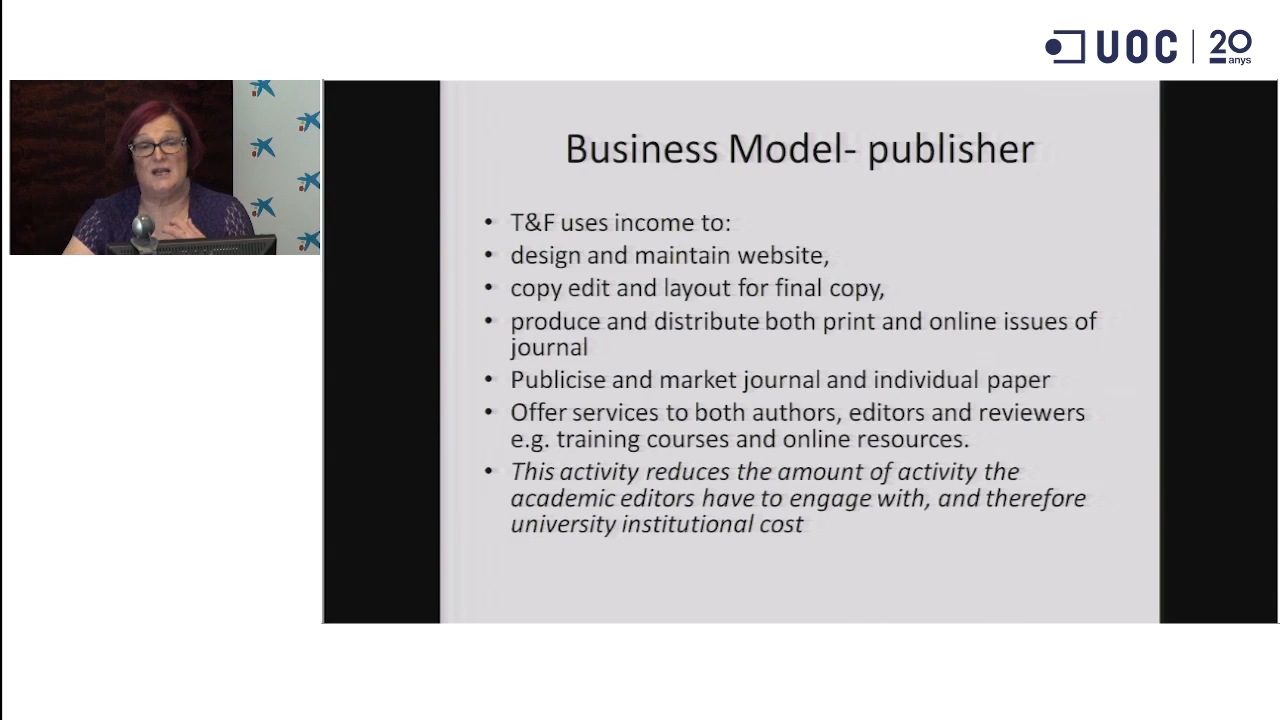 UOC 20 anys
Business Model- publisher
• T&F uses income to:
• design and maintain website,
• copy edit and layout for final copy,
• produce and distribute both print and online issues of
journal
• Publicise and market journal and individual paper
• Offer services to both authors, editors and reviewers
e.g. training courses and online resources.
• This activity reduces the amount of activity the
academic editors have to engage with, and therefore
university institutional cost